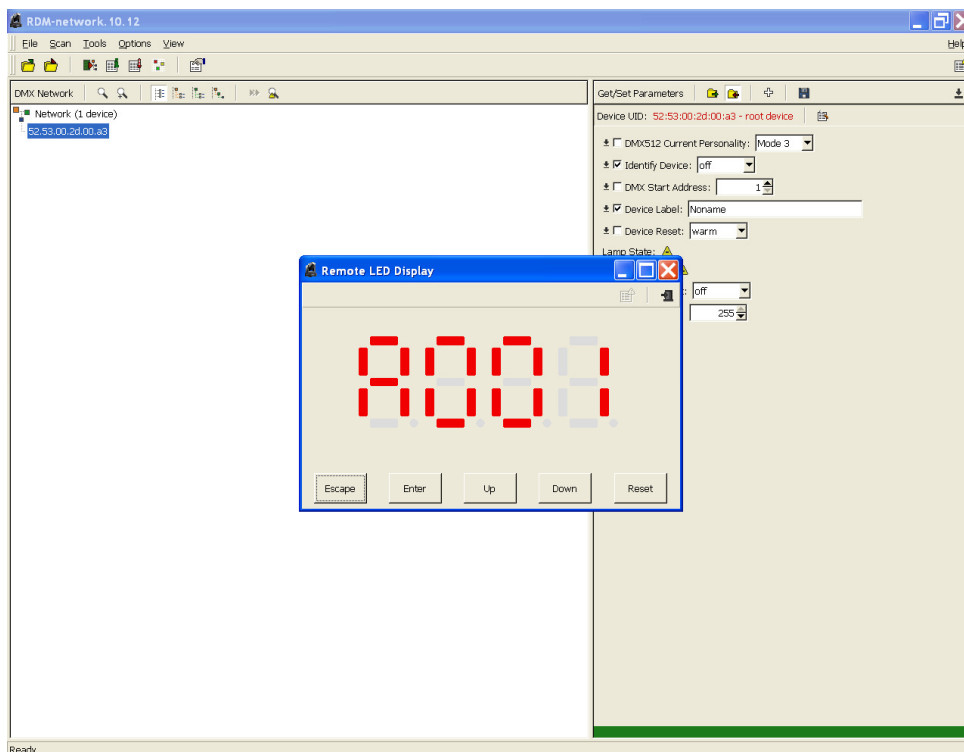 RDM-network.10.12
File Scan Tools Options View Help
DMX Network
Get/Set Parameters
Network (1 device)
52.53.00.2d.00.a3
Device UID: 52:53:00:2d:00:a3 - root device
DMX512 Current Personality: Mode 3
Identify Device: off
DMX Start Address: 1
Device Label: Noname
Device Reset: warm
Lamp State:
Remote LED Display
: off
255
A001
Escape Enter Up Down Reset
Ready